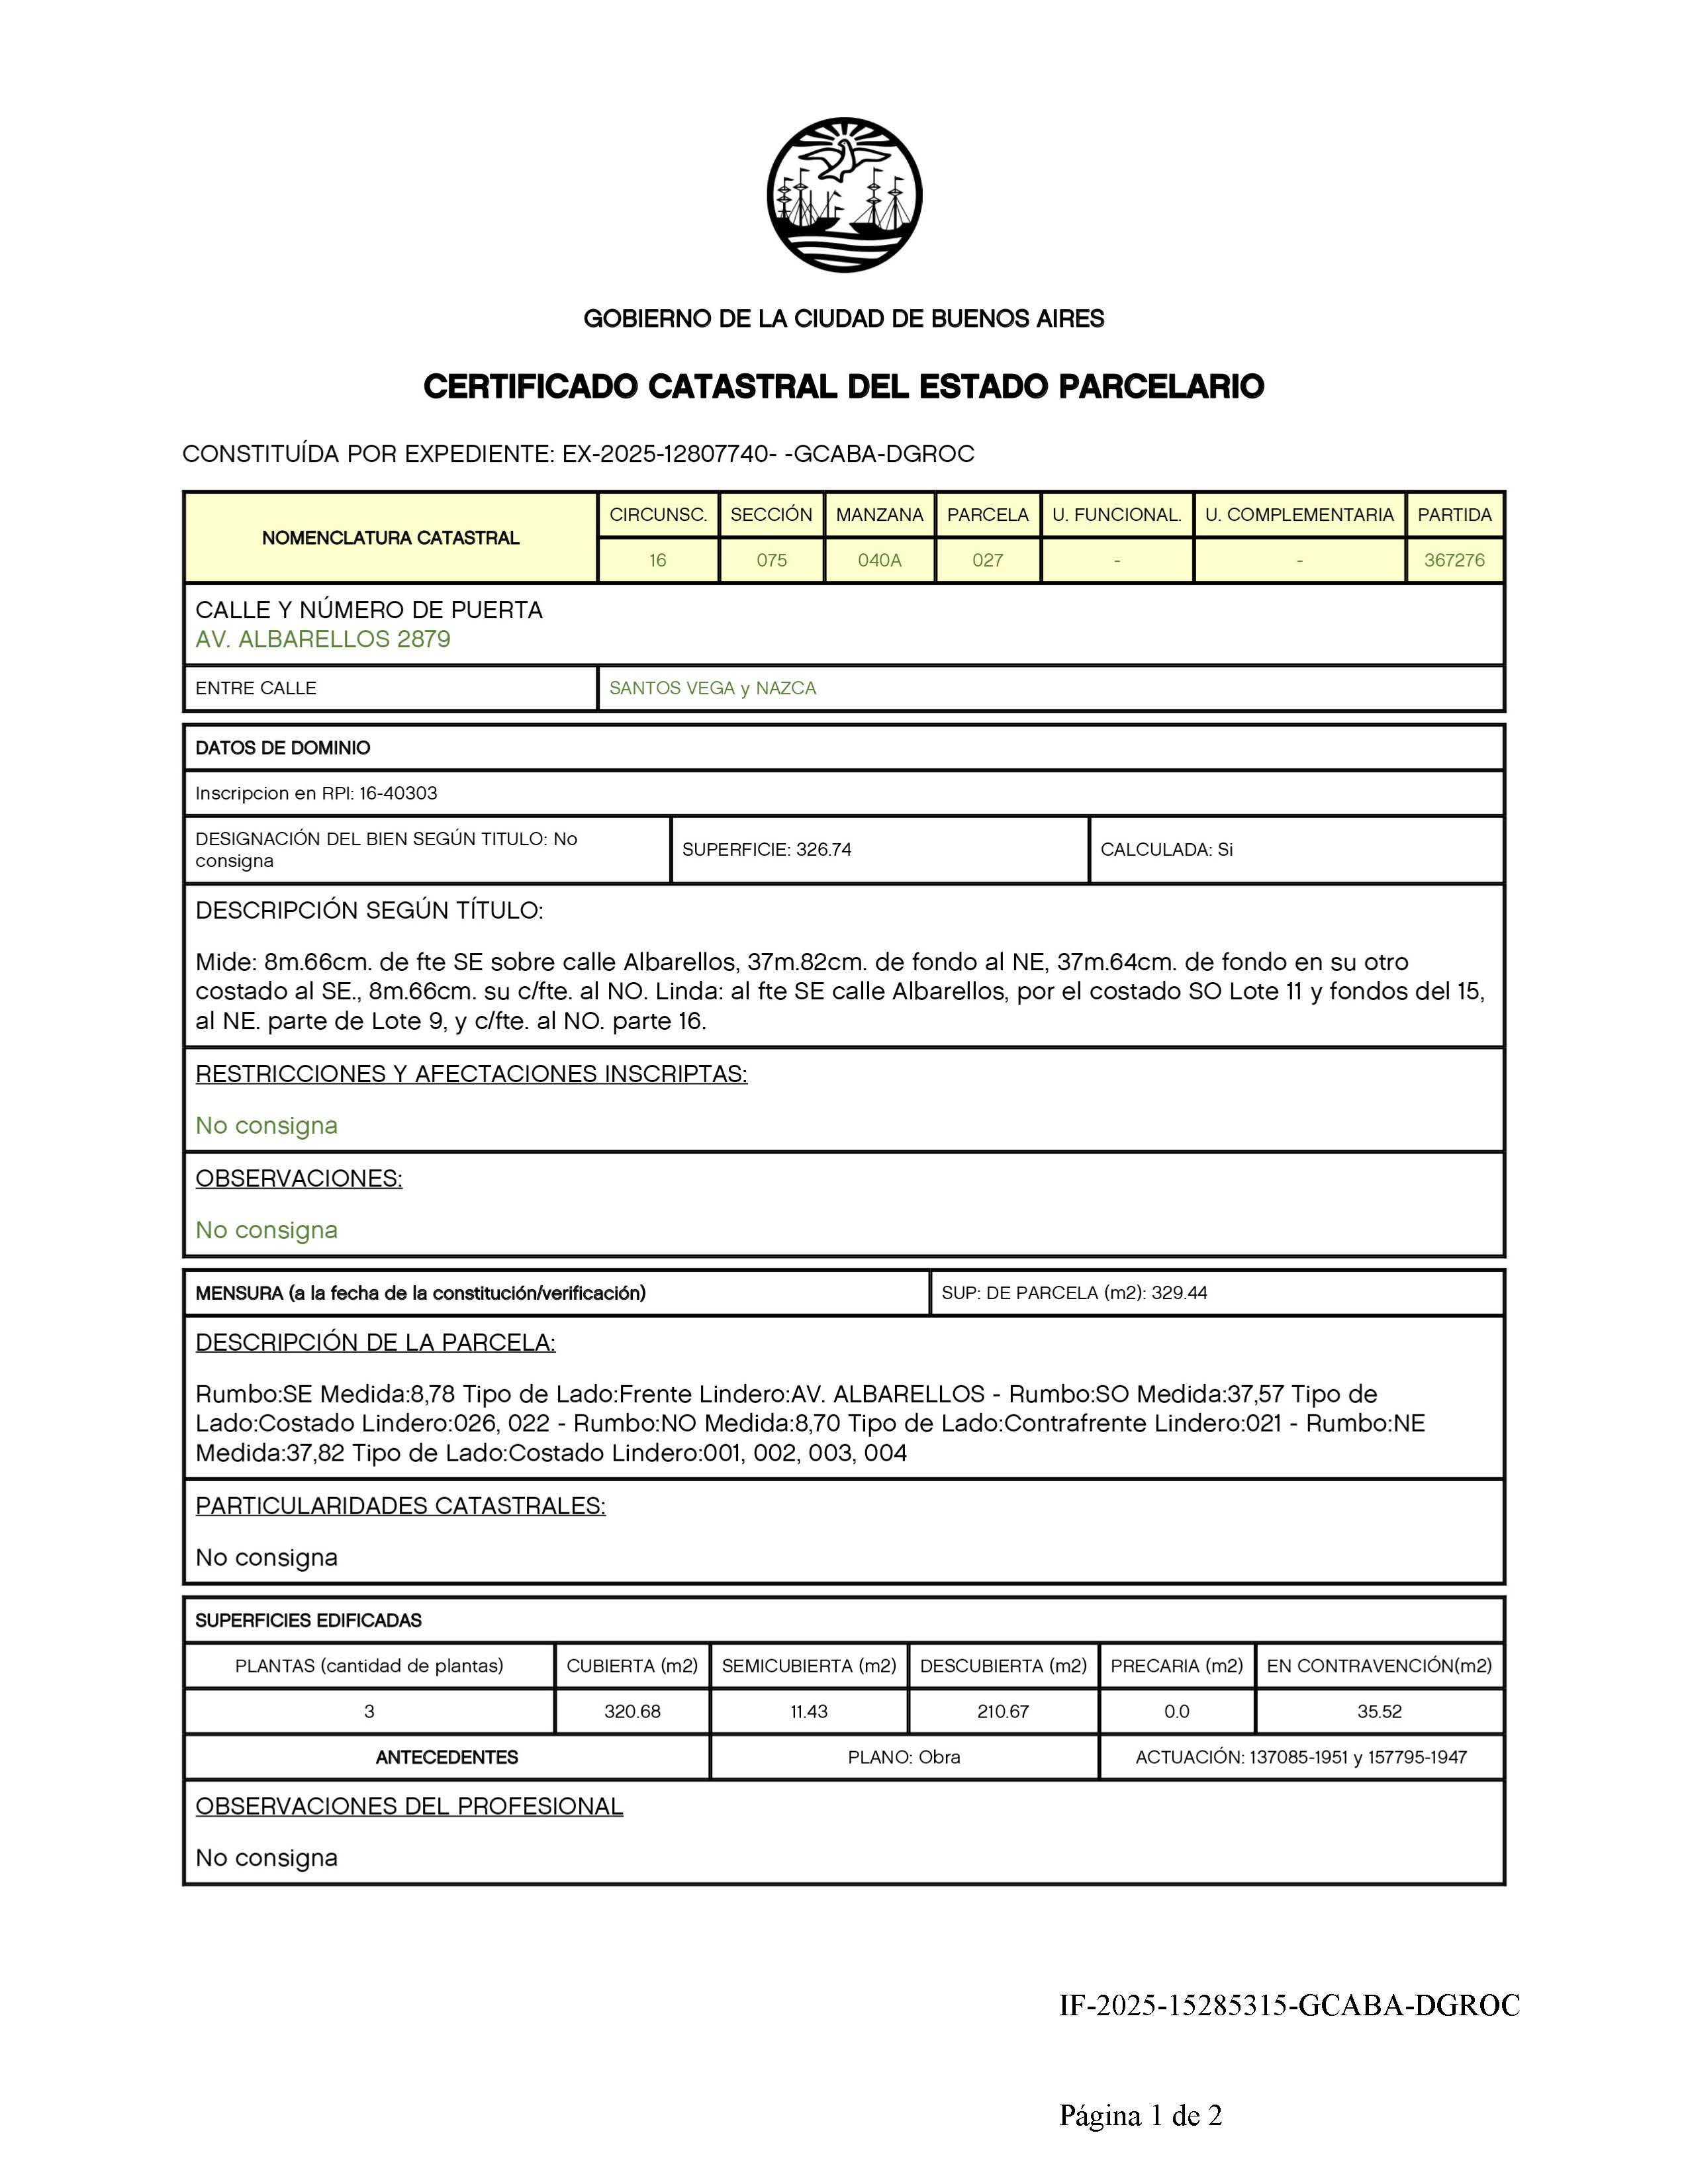 GOBIERNO DE LA CIUDAD DE BUENOS AIRES
CERTIFICADO CATASTRAL DEL ESTADO PARCELARIO
CONSTITUÍDA POR EXPEDIENTE: EX-2025-12807740- -GCABA-DGROC
NOMENCLATURA CATASTRAL
CIRCUNSC. SECCIÓN MANZANA PARCELA U. FUNCIONAL. U. COMPLEMENTARIA PARTIDA
16 075 040A 027 - - 367276
CALLE Y NÚMERO DE PUERTA
AV. ALBARELLOS 2879
ENTRE CALLE SANTOS VEGA y NAZCA
DATOS DE DOMINIO
Inscripcion en RPI: 16-40303
DESIGNACIÓN DEL BIEN SEGÚN TITULO: No
consigna
SUPERFICIE: 326.74
CALCULADA: Si
DESCRIPCIÓN SEGÚN TÍTULO:
Mide: 8m.66cm. de fte SE sobre calle Albarellos, 37m.82cm. de fondo al NE, 37m.64cm. de fondo en su otro
costado al SE., 8m.66cm. su c/fte. al NO. Linda: al fte SE calle Albarellos, por el costado SO Lote 11 y fondos del 15,
al NE. parte de Lote 9, y c/fte. al NO. parte 16.
RESTRICCIONES Y AFECTACIONES INSCRIPTAS:
No consigna
OBSERVACIONES:
No consigna
MENSURA (a la fecha de la constitución/verificación) SUP: DE PARCELA (m2): 329.44
DESCRIPCIÓN DE LA PARCELA:
Rumbo:SE Medida:8,78 Tipo de Lado:Frente Lindero:AV. ALBARELLOS - Rumbo:SO Medida:37,57 Tipo de
Lado:Costado Lindero:026, 022 - Rumbo:NO Medida:8,70 Tipo de Lado:Contrafrente Lindero:021 - Rumbo:NE
Medida:37,82 Tipo de Lado:Costado Lindero:001, 002, 003, 004
PARTICULARIDADES CATASTRALES:
No consigna
SUPERFICIES EDIFICADAS
PLANTAS (cantidad de plantas) CUBIERTA (m2) SEMICUBIERTA (m2) DESCUBIERTA (m2) PRECARIA (m2) EN CONTRAVENCIÓN(m2)
3 320.68 11.43 210.67 0.0 35.52
ANTECEDENTES PLANO: Obra ACTUACIÓN: 137085-1951 y 157795-1947
OBSERVACIONES DEL PROFESIONAL
No consigna
IF-2025-15285315-GCABA-DGROC
Página 1 de 2